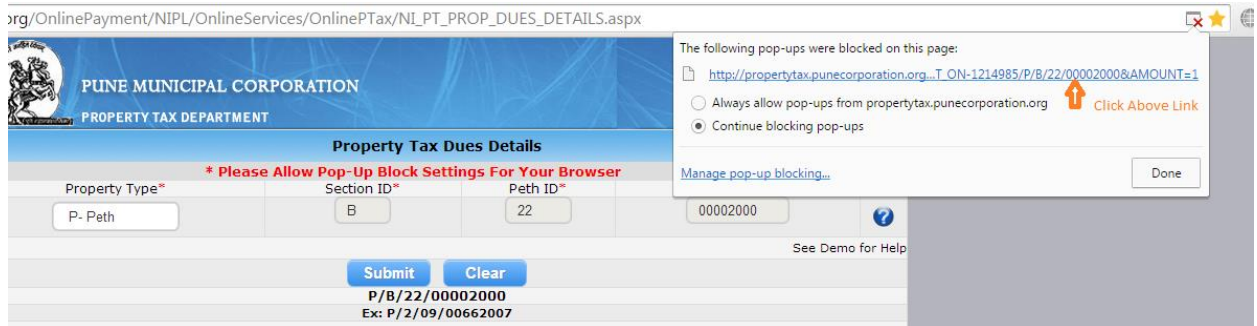 org/OnlinePayment/NIPL/OnlineServices/OnlinePTax/NI_PT_PROP_DUES_DETAILS.aspx
The following pop-ups were blocked on this page:
http://propertytax.punecorporation.org...T_ON-1214985/P/B/22/00002000&AMOUNT=1
Always allow pop-ups from propertytax.punecorporation.org
Click Above Link
Continue blocking pop-ups
Manage pop-up blocking...
Done
PUNE MUNICIPAL CORPORATION
PROPERTY TAX DEPARTMENT
Property Tax Dues Details
* Please Allow Pop-Up Block Settings For Your Browser
Property Type* Section ID* Peth ID*
P- Peth B 22 00002000 ?
See Demo for Help
Submit Clear
P/B/22/00002000
Ex: P/2/09/00662007